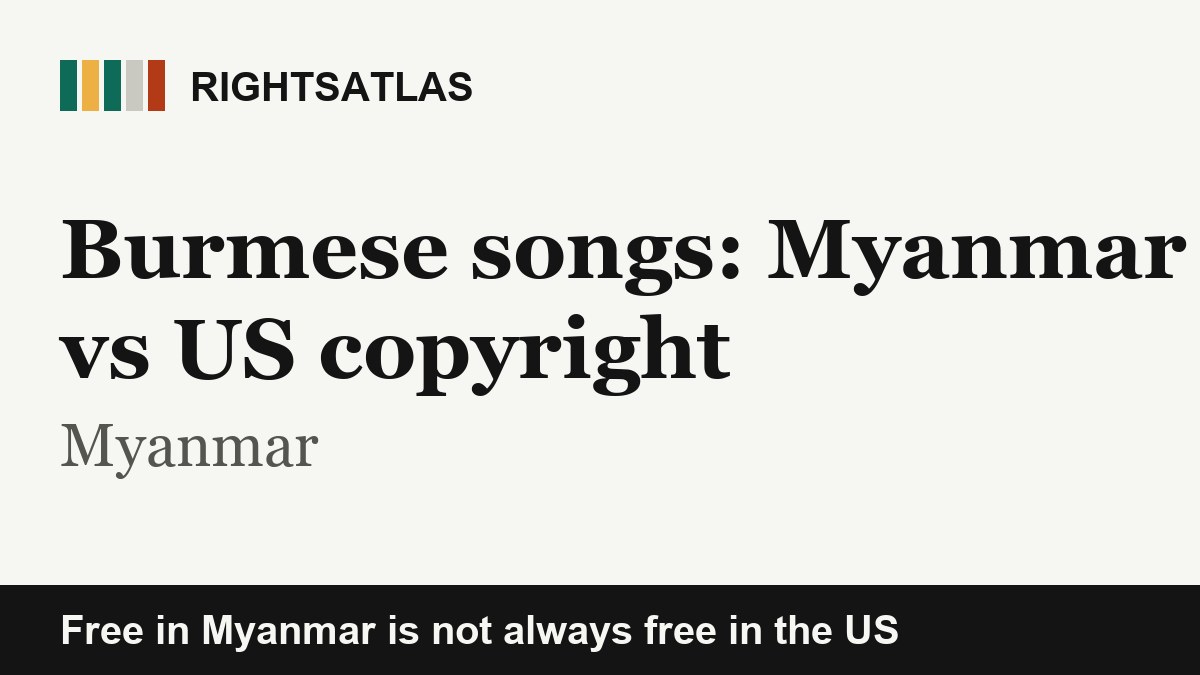 RIGHTSATLAS
Burmese songs: Myanmar
vs US copyright
Myanmar
Free in Myanmar is not always free in the US